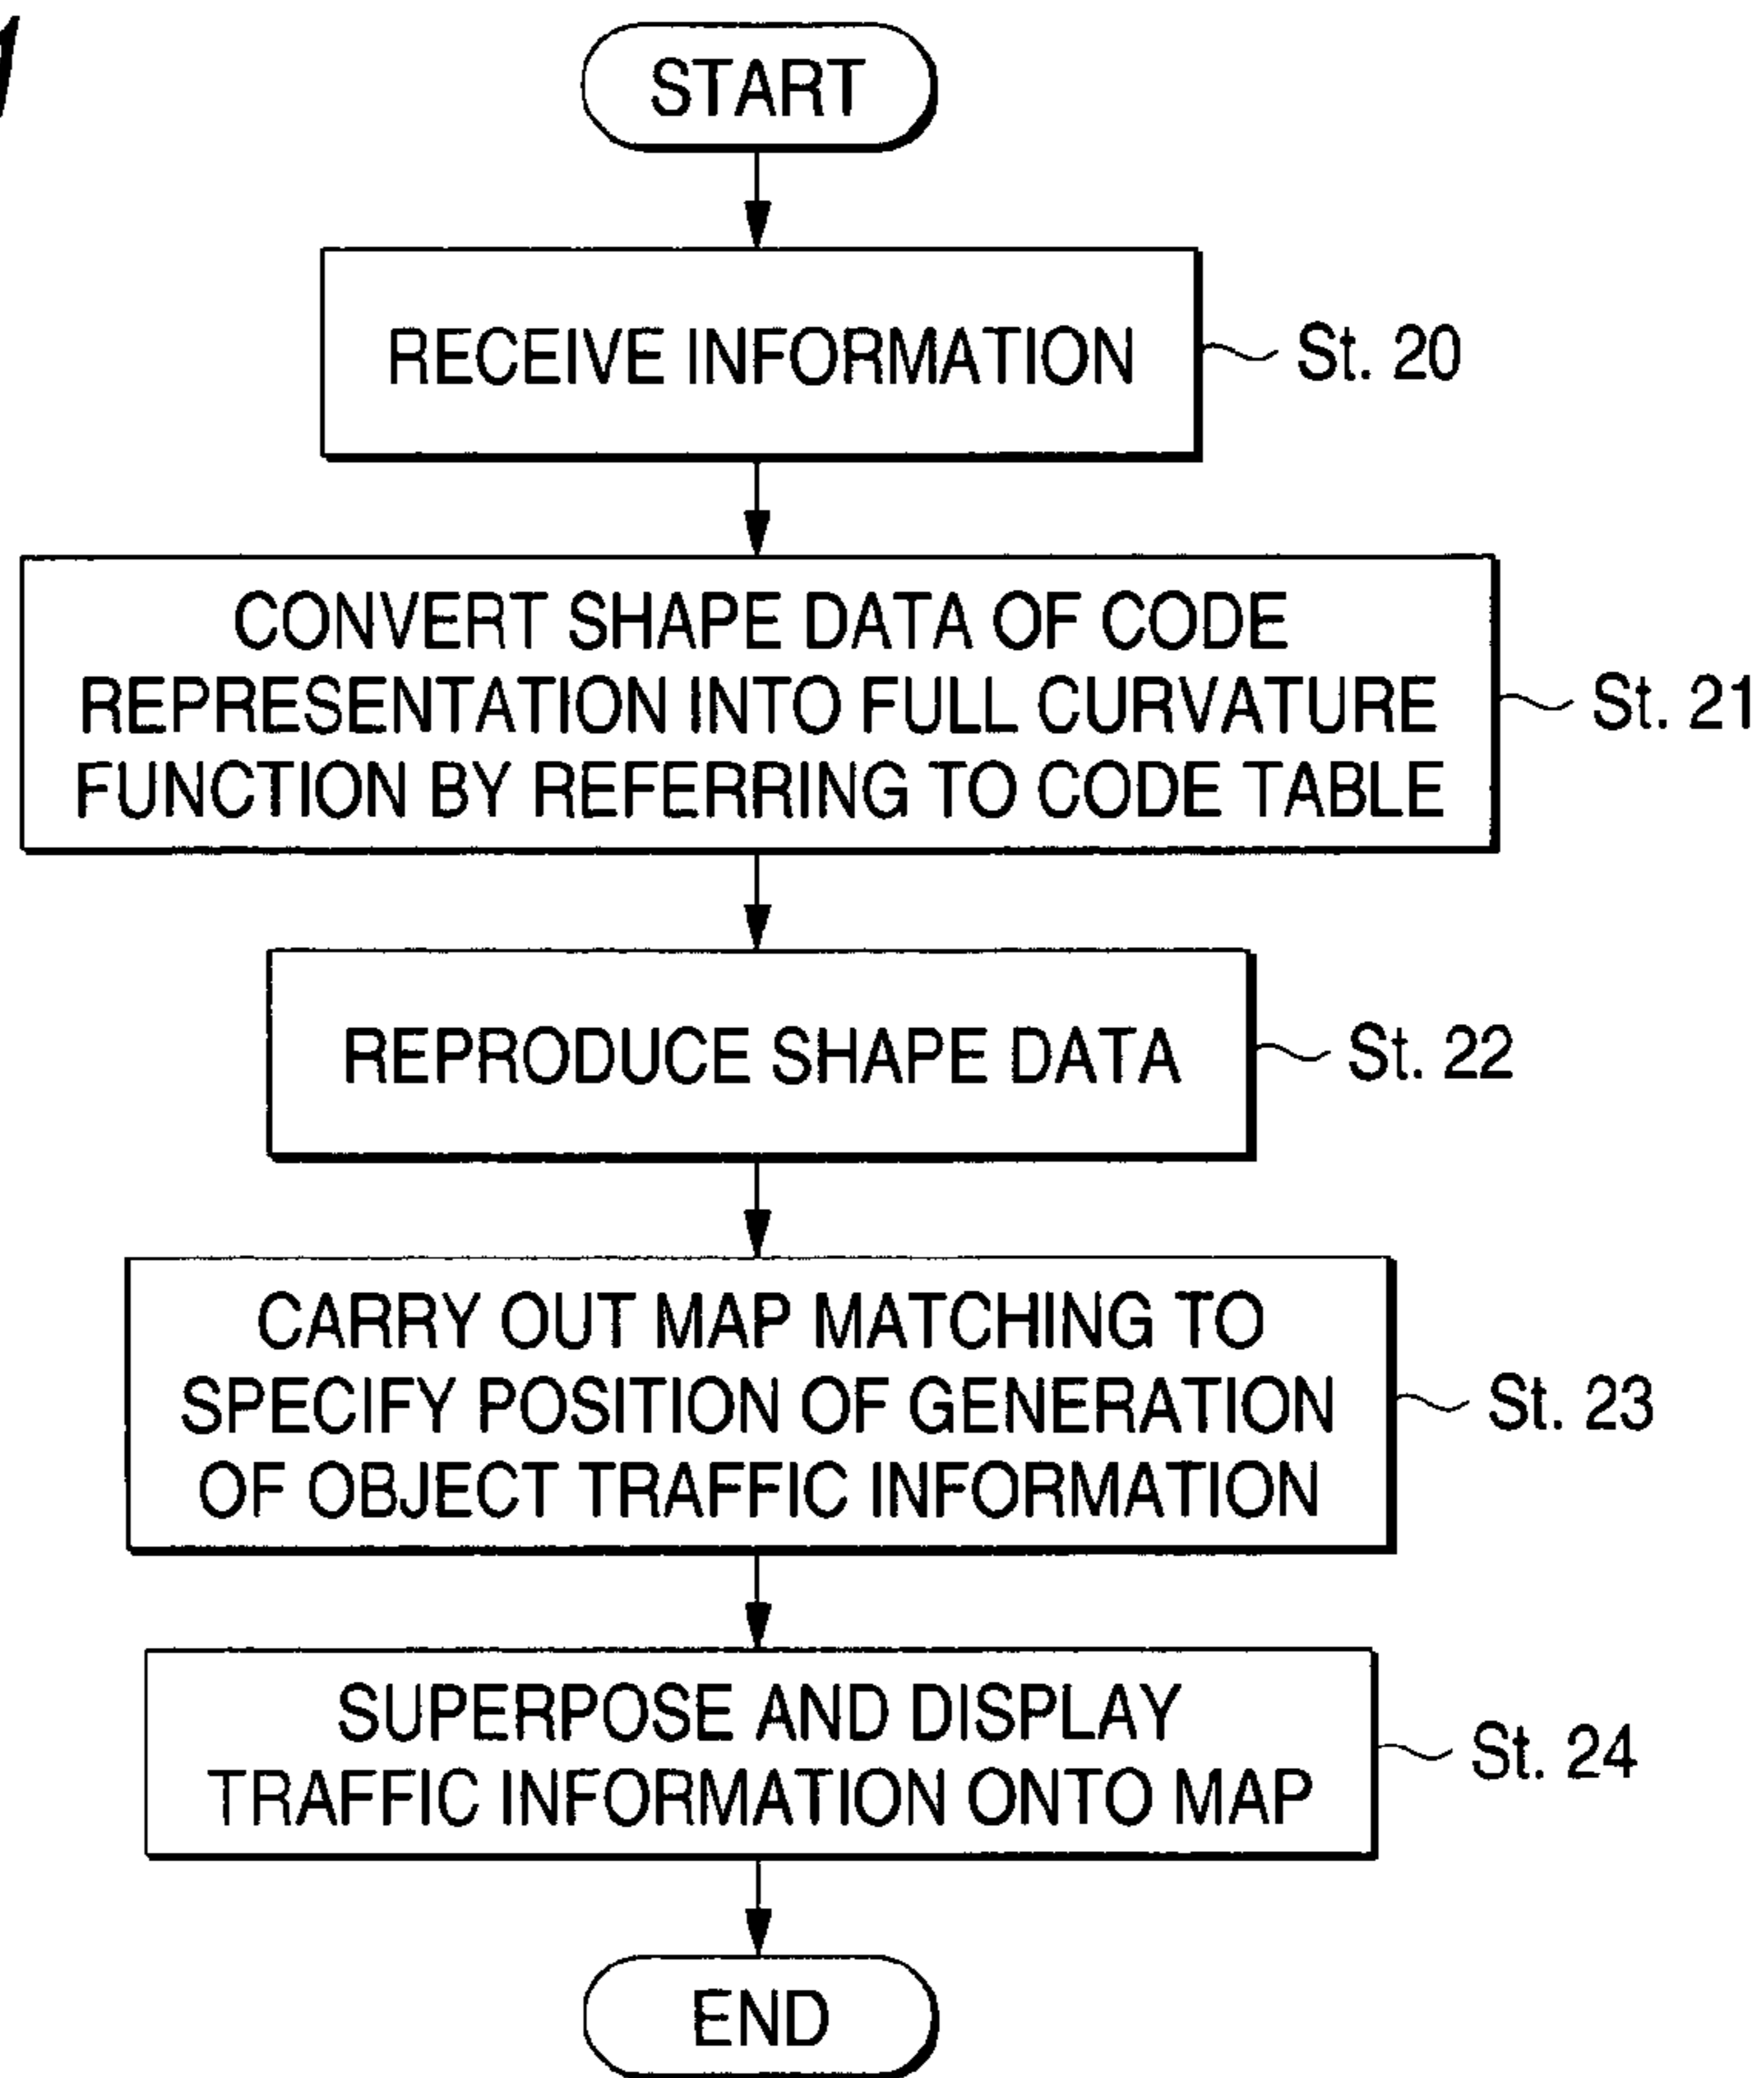 START
RECEIVE INFORMATION
St. 20
CONVERT SHAPE DATA OF CODE
REPRESENTATION INTO FULL CURVATURE
FUNCTION BY REFERRING TO CODE TABLE
St. 21
REPRODUCE SHAPE DATA
St. 22
CARRY OUT MAP MATCHING TO
SPECIFY POSITION OF GENERATION
OF OBJECT TRAFFIC INFORMATION
St. 23
SUPERPOSE AND DISPLAY
TRAFFIC INFORMATION ONTO MAP
St. 24
END